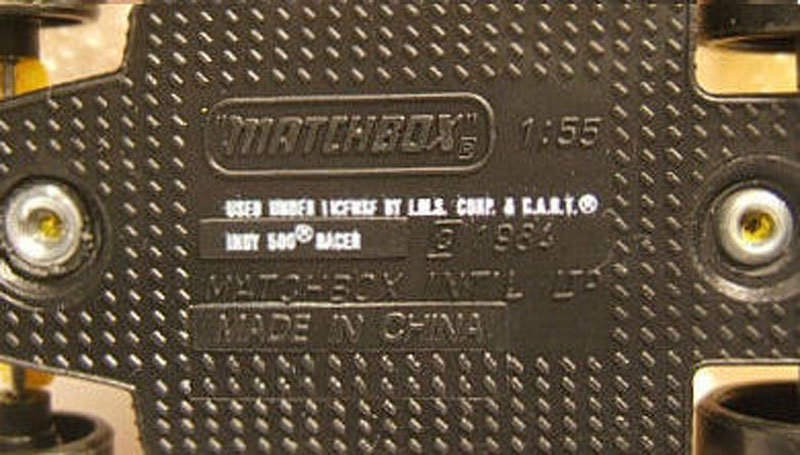 "MATCHBOX" 1:55
USED UNDER LICENSE BY I.M.S. CORP. & C.A.R.T.®
INDY 500® RACER © 1984
MATCHBOX INT'L LTD
MADE IN CHINA